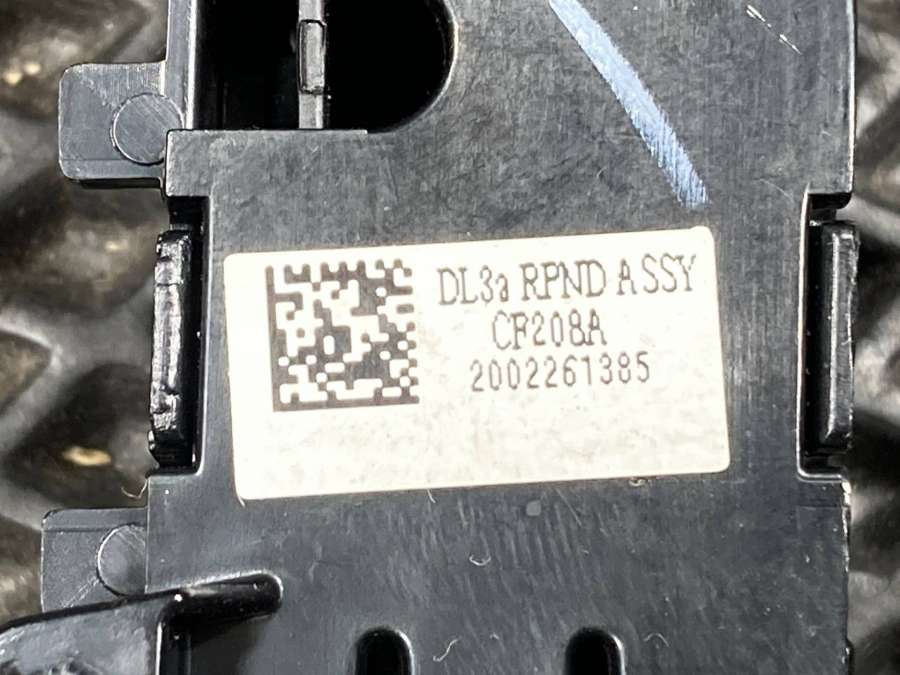 DL3a RPND ASSY
CF208A
2002261385